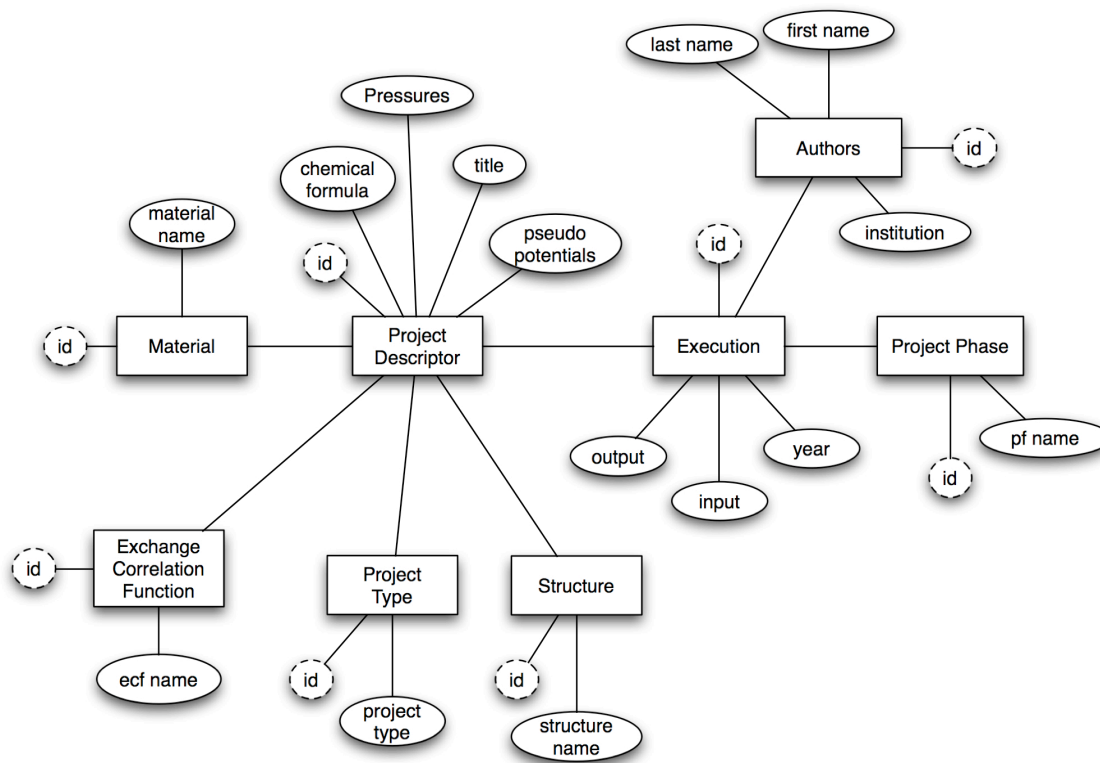 first name
last name
Pressures
Authors
id
chemical
formula
title
material
name
pseudo
potentials
institution
id
id
id
Material
Project
Descriptor
Execution
Project Phase
output
year
pf name
input
id
id
Exchange
Correlation
Function
Project
Type
Structure
ecf name
id
id
project
type
structure
name